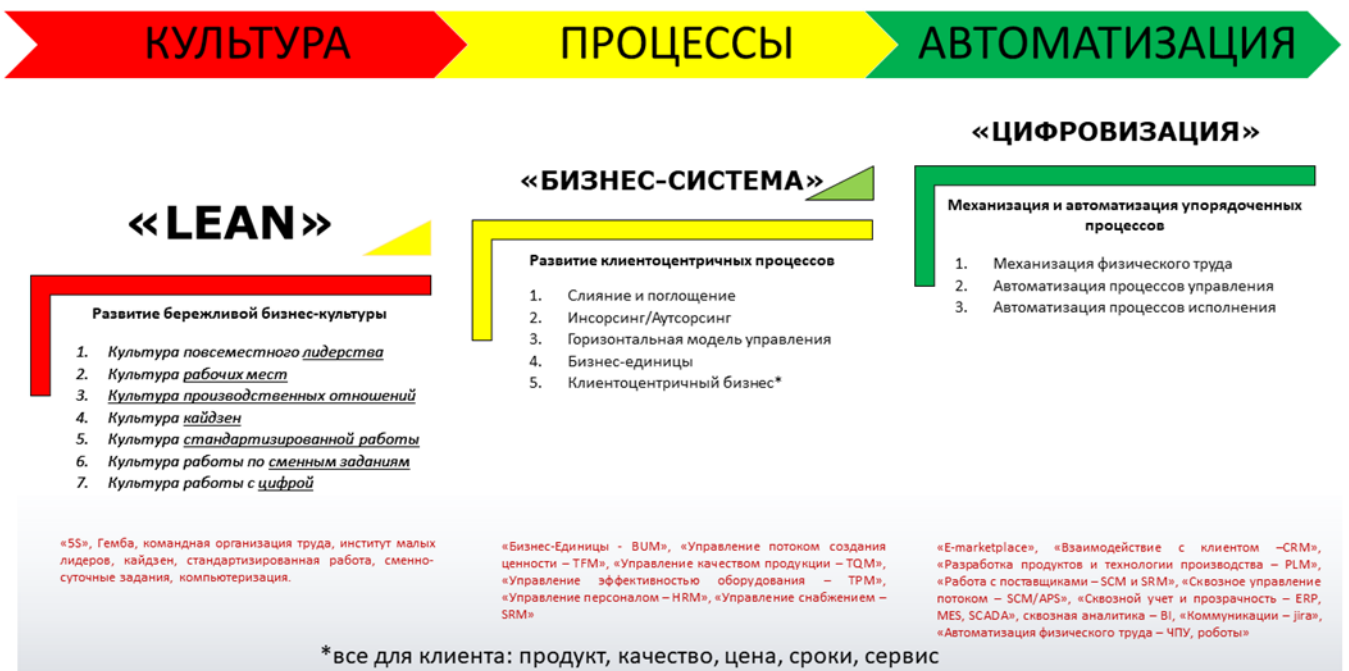 КУЛЬТУРА
ПРОЦЕССЫ
АВТОМАТИЗАЦИЯ
«LEAN»
Развитие бережливой бизнес-культуры
1. Культура повсеместного лидерства
2. Культура рабочих мест
3. Культура производственных отношений
4. Культура кайдзен
5. Культура стандартизированной работы
6. Культура работы по сменным заданиям
7. Культура работы с цифрой
«5S», Гемба, командная организация труда, институт малых
лидеров, кайдзен, стандартизированная работа, сменно-
суточные задания, компьютеризация.
«БИЗНЕС-СИСТЕМА»
Развитие клиентоцентричных процессов
1. Слияние и поглощение
2. Инсорсинг/Аутсорсинг
3. Горизонтальная модель управления
4. Бизнес-единицы
5. Клиентоцентричный бизнес*
«Бизнес-Единицы - BUM», «Управление потоком создания
ценности – TFM», «Управление качеством продукции – TQM»,
«Управление эффективностью оборудования – TPM»,
«Управление персоналом – HRM», «Управление снабжением –
SRM»
«ЦИФРОВИЗАЦИЯ»
Механизация и автоматизация упорядоченных
процессов
1. Механизация физического труда
2. Автоматизация процессов управления
3. Автоматизация процессов исполнения
«E-marketplace», «Взаимодействие с клиентом –CRM»,
«Разработка продуктов и технологии производства – PLM»,
«Работа с поставщиками – SCM и SRM», «Сквозное управление
потоком – SCM/APS», «Сквозной учет и прозрачность – ERP,
MES, SCADA», сквозная аналитика – BI, «Коммуникации – jira»,
«Автоматизация физического труда – ЧПУ, роботы»
*все для клиента: продукт, качество, цена, сроки, сервис